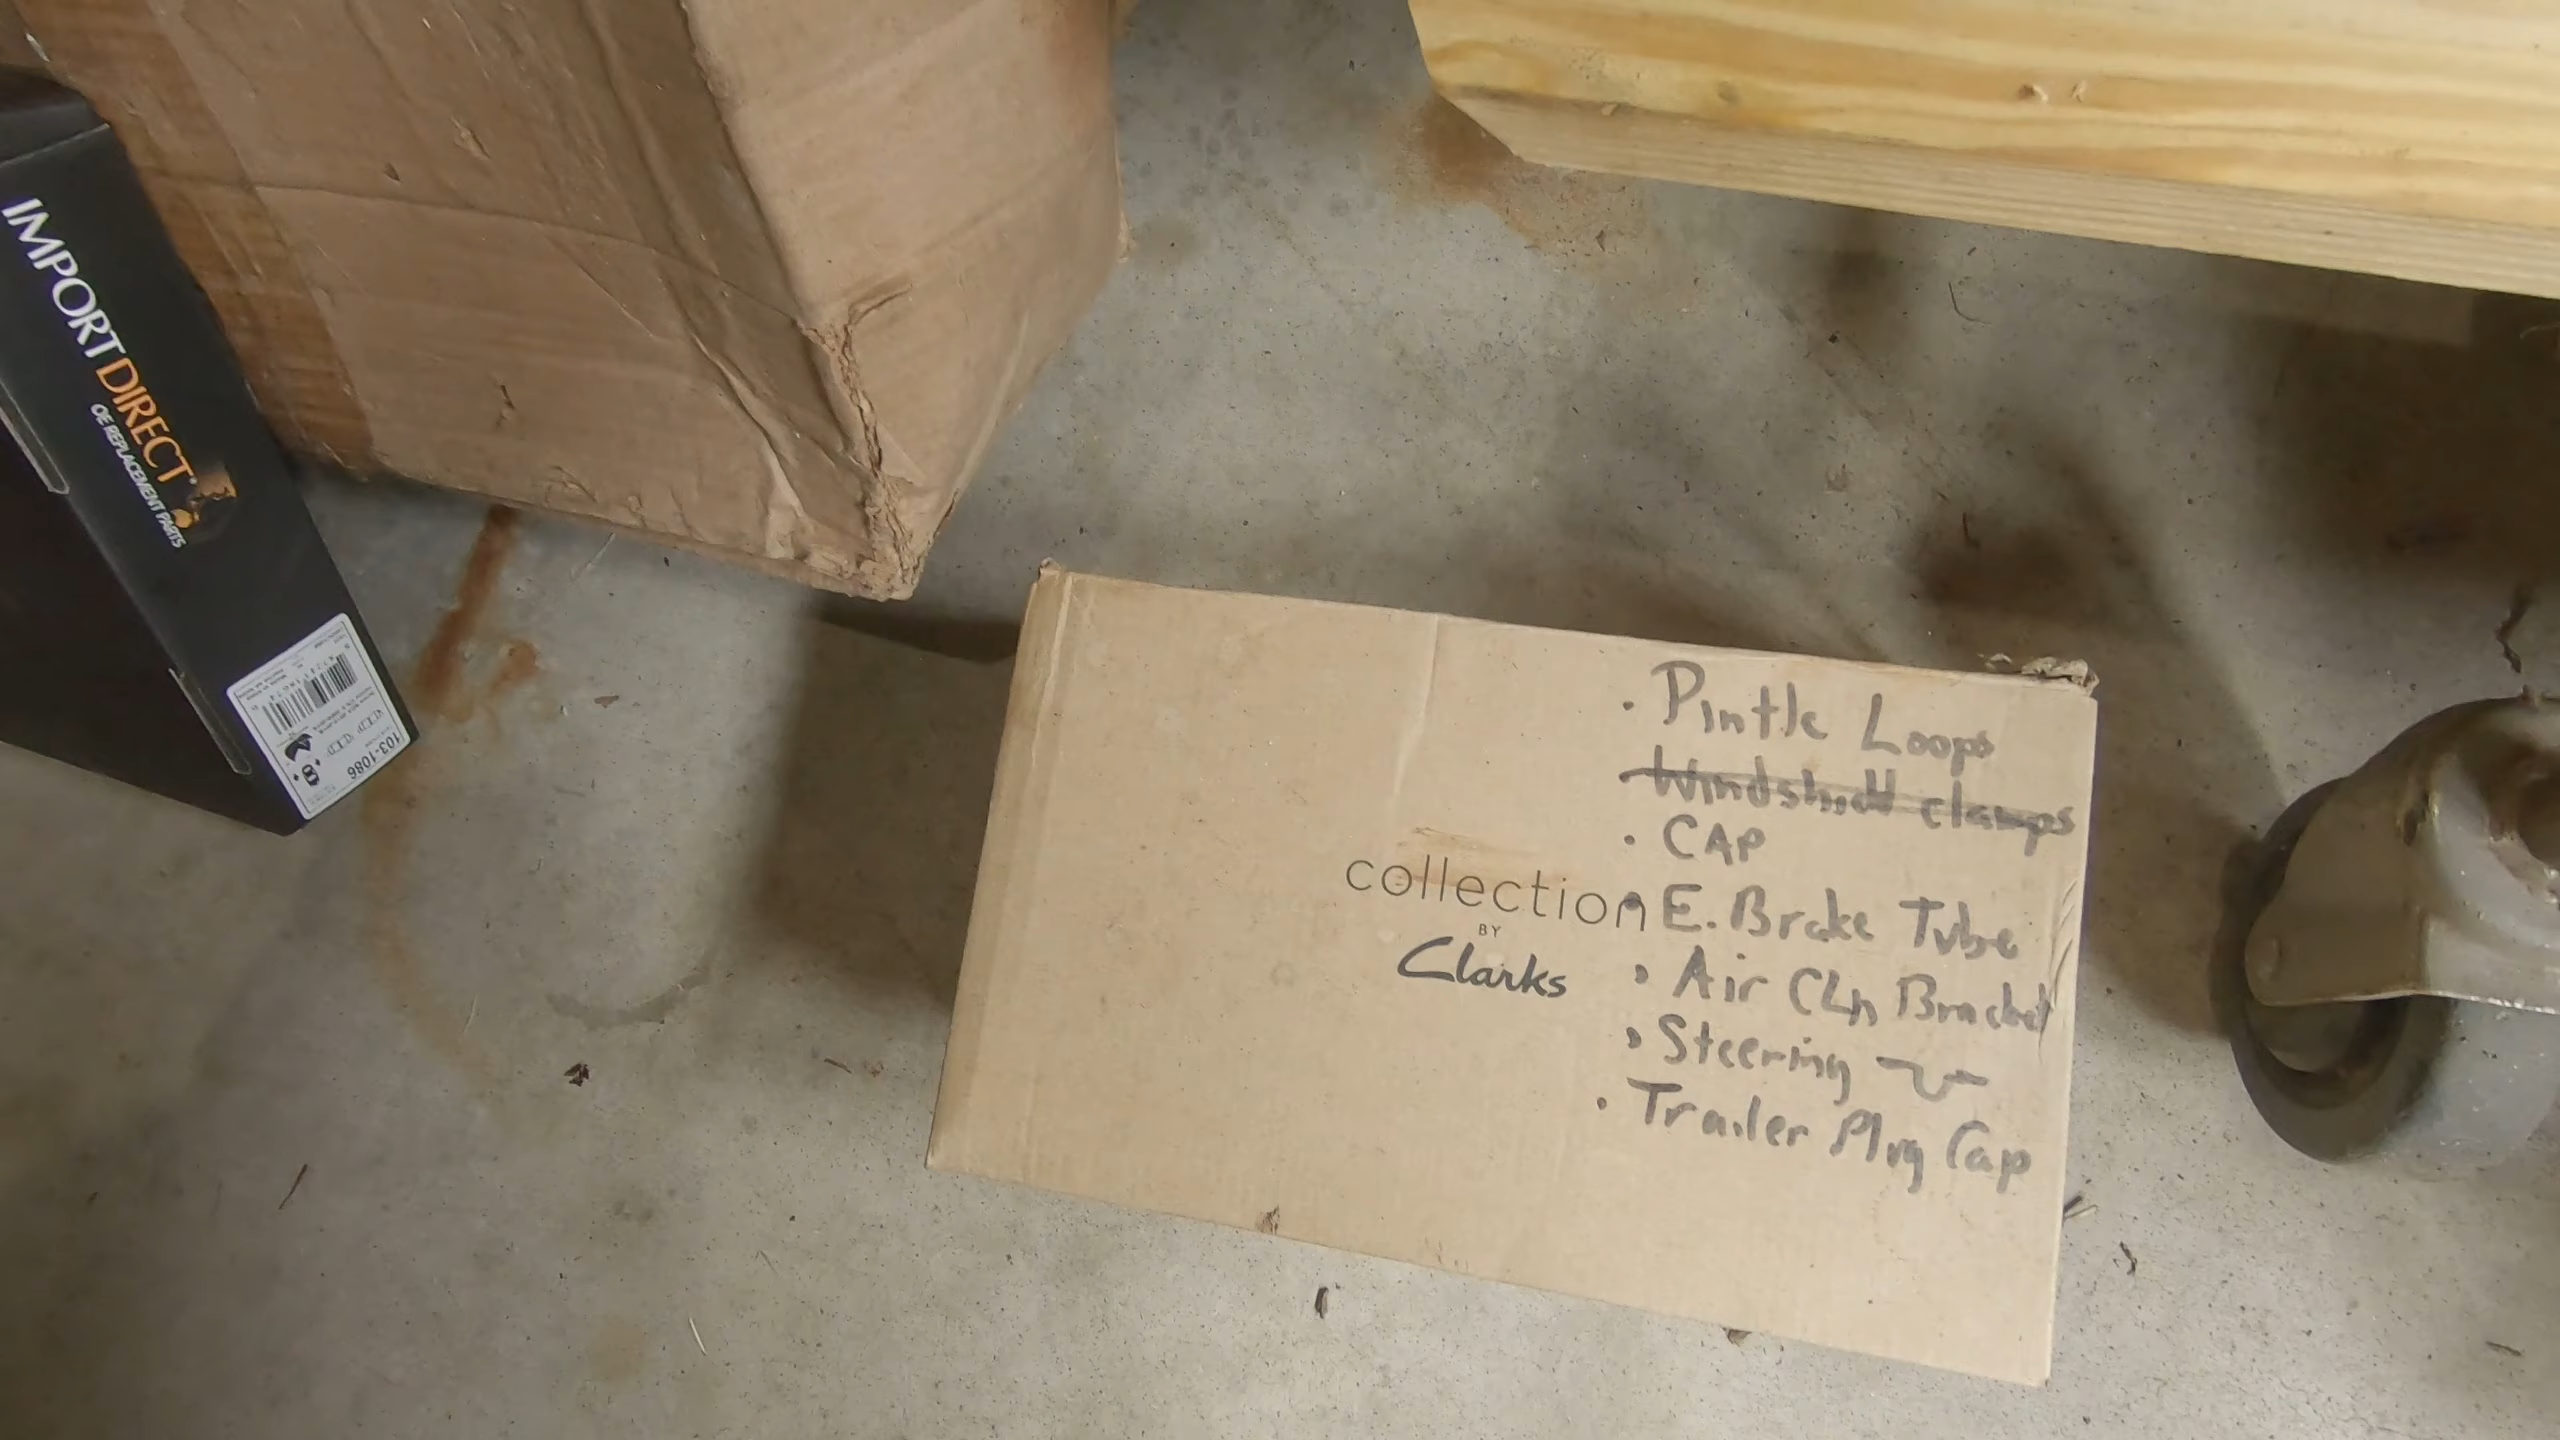 IMPORT DIRECT
OE REPLACEMENT PARTS
103-1086
collection
BY
Clarks
· Pintle Loops
· Windshield clamps
· CAP
· E. Brake Tube
· Air CLn Bracket
· Steering
· Trailer Plug Cap